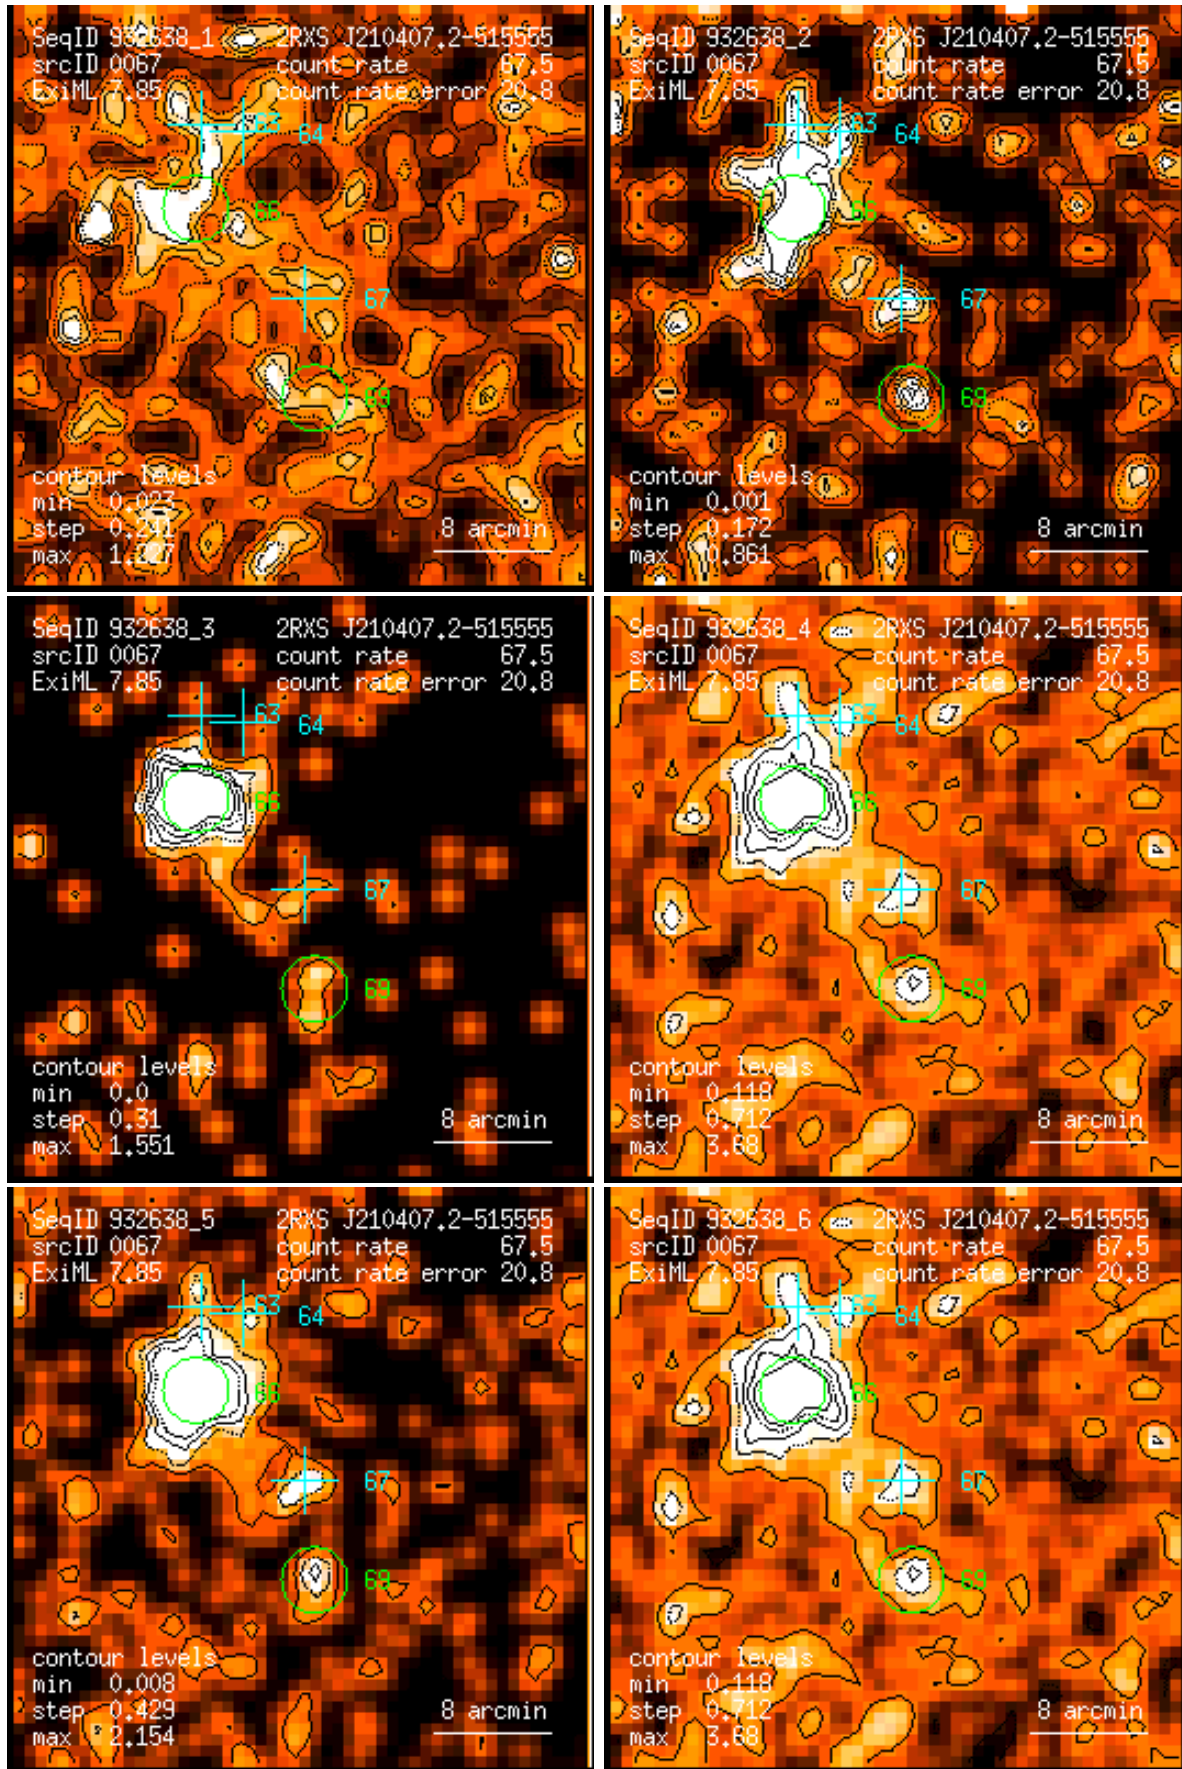 SeqID 932638_1 2RXS J210407.2-515555
srcID 0067 count rate 67.5
ExiML 7.85 count rate error 20.8
63
64
66
67
69
contour levels
min 0.023
step 0.241
8 arcmin
max 1.227
SeqID 932638_2 2RXS J210407.2-515555
srcID 0067 count rate 67.5
ExiML 7.85 count rate error 20.8
63
64
66
67
69
contour levels
min 0.001
step 0.172 8 arcmin
max 0.861
SeqID 932638_3 2RXS J210407.2-515555
srcID 0067 count rate 67.5
ExiML 7.85 count rate error 20.8
63
64
66
67
69
contour levels
min 0.0
step 0.31 8 arcmin
max 1.551
SeqID 932638_4 2RXS J210407.2-515555
srcID 0067 count rate 67.5
ExiML 7.85 count rate error 20.8
63
64
66
67
69
contour levels
min 0.118
step 0.712 8 arcmin
max 3.68
SeqID 932638_5 2RXS J210407.2-515555
srcID 0067 count rate 67.5
ExiML 7.85 count rate error 20.8
63
64
66
67
69
contour levels
min 0.008
step 0.429 8 arcmin
max 2.154
SeqID 932638_6 2RXS J210407.2-515555
srcID 0067 count rate 67.5
ExiML 7.85 count rate error 20.8
63
64
66
67
69
contour levels
min 0.118
step 0.712 8 arcmin
max 3.68